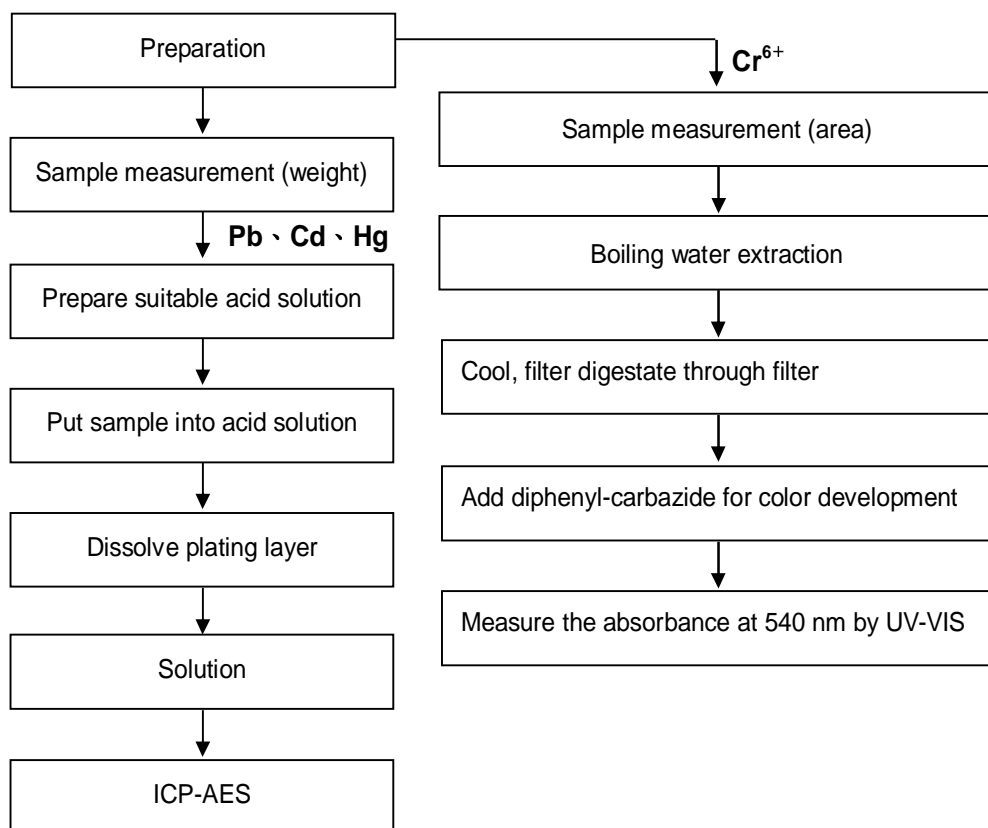 Preparation
Sample measurement (weight)
Pb、Cd、Hg
Prepare suitable acid solution
Put sample into acid solution
Dissolve plating layer
Solution
ICP-AES
Cr⁶⁺
Sample measurement (area)
Boiling water extraction
Cool, filter digestate through filter
Add diphenyl-carbazide for color development
Measure the absorbance at 540 nm by UV-VIS